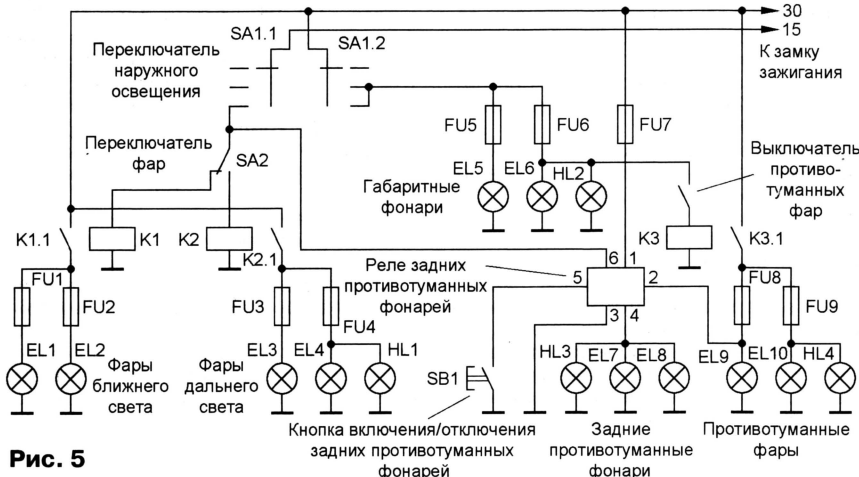 30
SA1.1
15
Переключатель
наружного
освещения
SA1.2
К замку
зажигания
Переключатель
фар
SA2
FU5
FU6
FU7
EL5
EL6
HL2
Габаритные
фонари
Выключатель
противо-
туманных
фар
K1.1
K1
K2
K2.1
K3
K3.1
Реле задних
противотуманных
фонарей
6
1
5
2
3
4
FU1
FU2
FU3
FU4
FU8
FU9
EL1
EL2
EL3
EL4
HL1
SB1
HL3
EL7
EL8
EL9
EL10
HL4
Фары
ближнего
света
Фары
дальнего
света
Кнопка включения/отключения
задних противотуманных
фонарей
Задние
противотуманные
фонари
Противотуманные
фары
Рис. 5